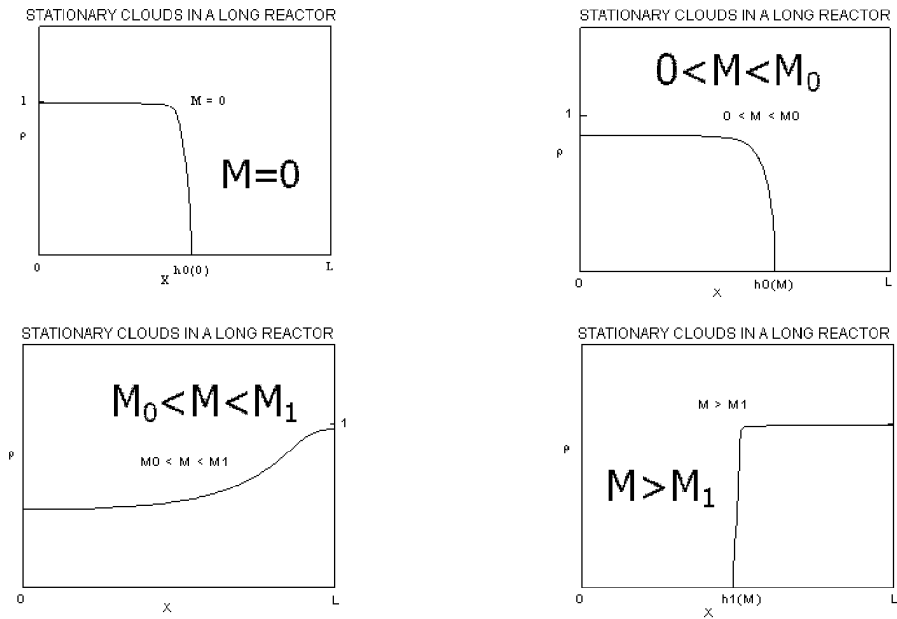 STATIONARY CLOUDS IN A LONG REACTOR
1
M = 0
ρ
M=0
0
X
h0(0)
L
STATIONARY CLOUDS IN A LONG REACTOR
0<M<M₀
1
0 < M < M0
ρ
0
X
h0(M)
L
STATIONARY CLOUDS IN A LONG REACTOR
M₀<M<M₁
1
ρ
M0 < M < M1
0
X
L
STATIONARY CLOUDS IN A LONG REACTOR
M > M1
ρ
M>M₁
0
X
h1(M)
L